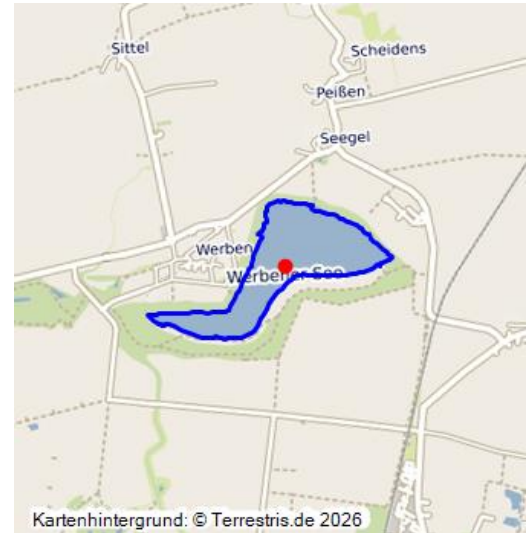 Sittel
Scheidens
Peißen
Seegel
Werben
Werbener See
Kartenhintergrund: © Terrestris.de 2026